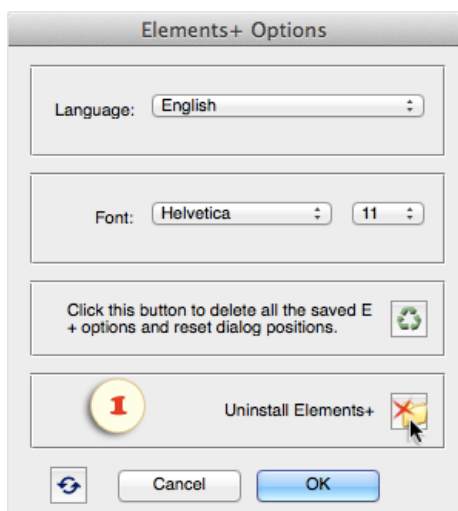 Elements+ Options
Language: English
Font: Helvetica 11
Click this button to delete all the saved E
+ options and reset dialog positions.
1 Uninstall Elements+
Cancel OK